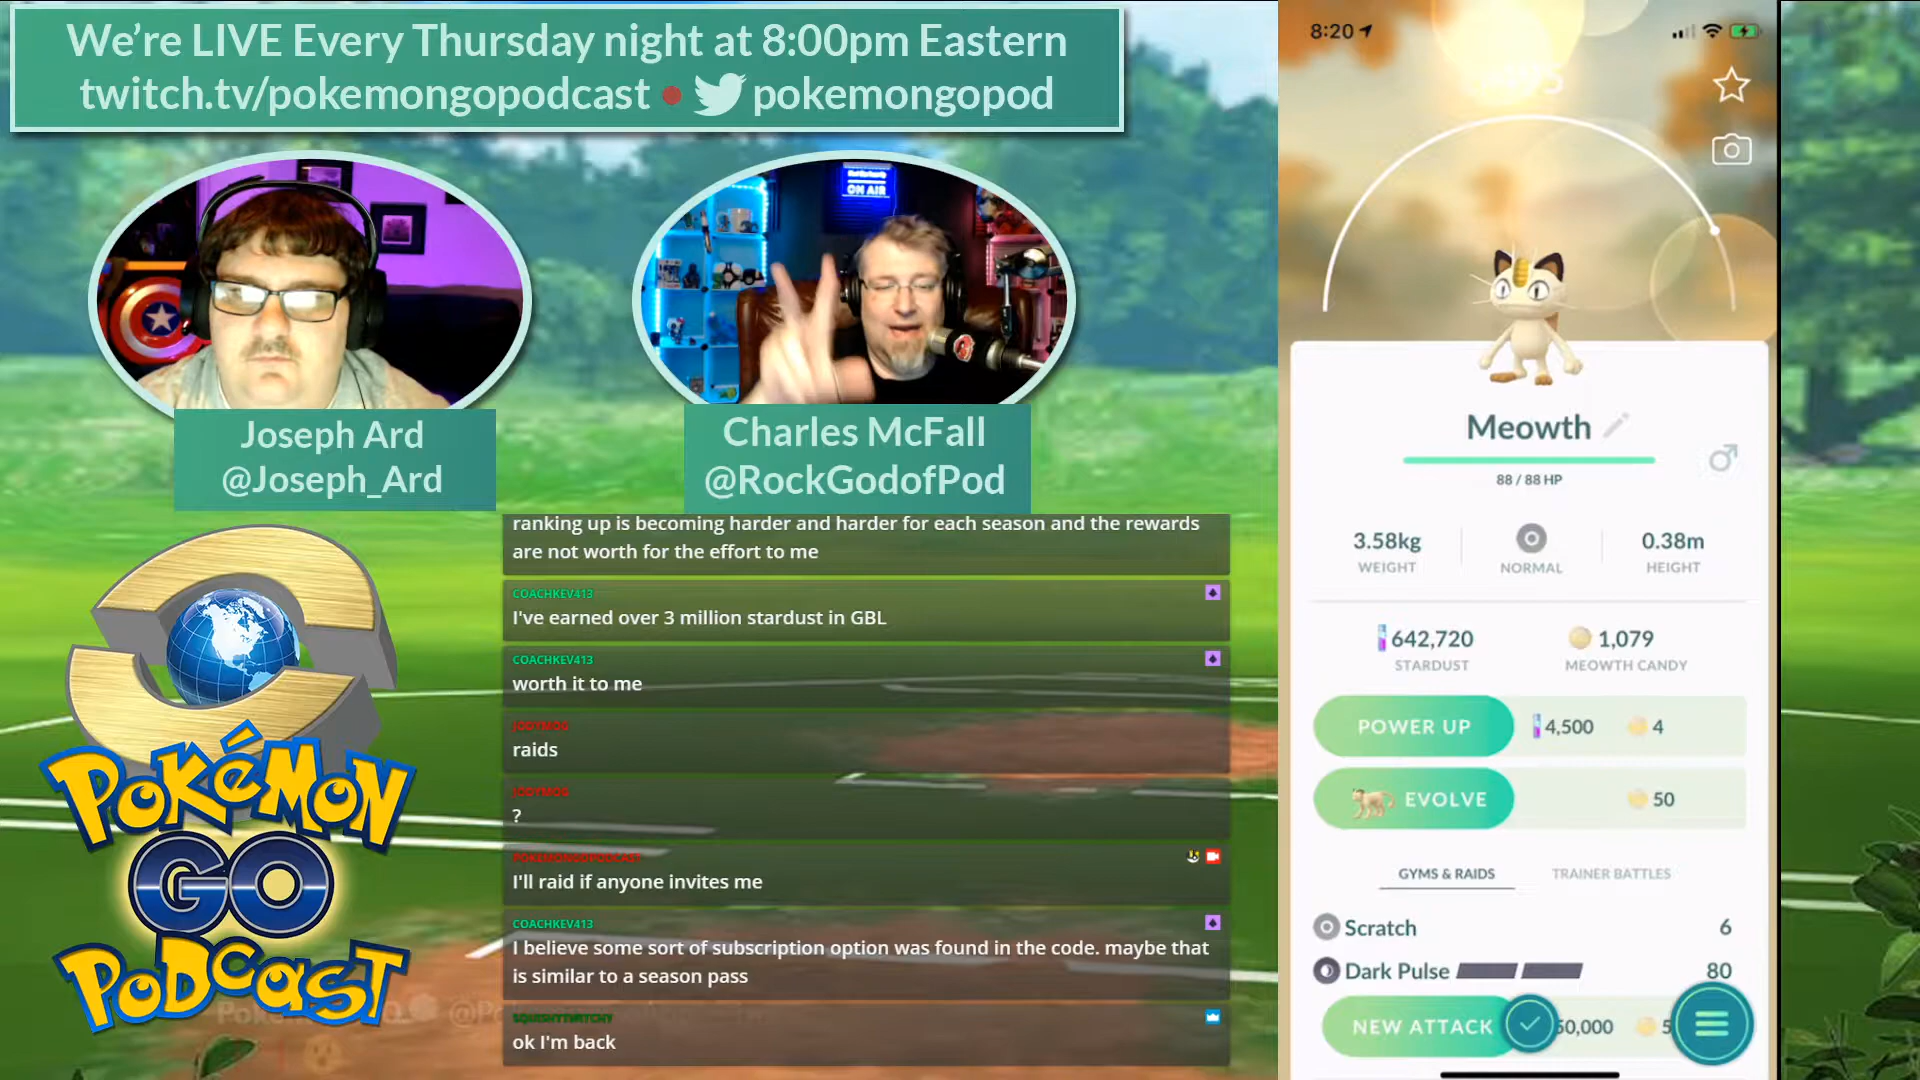 We're LIVE Every Thursday night at 8:00pm Eastern
twitch.tv/pokemongopodcast • pokemongopod
ON AIR
Joseph Ard
@Joseph_Ard
Charles McFall
@RockGodofPod
ranking up is becoming harder and harder for each season and the rewards
are not worth for the effort to me
COACHKEV413
I've earned over 3 million stardust in GBL
COACHKEV413
worth it to me
JODYMOG
raids
JODYMOG
?
POKEMONGOPODCAST
I'll raid if anyone invites me
COACHKEV413
I believe some sort of subscription option was found in the code. maybe that
is similar to a season pass
ok I'm back
POKéMON
GO
PODCAST
8:20
Meowth
88 / 88 HP
3.58kg
WEIGHT
NORMAL
0.38m
HEIGHT
642,720
STARDUST
1,079
MEOWTH CANDY
POWER UP 4,500 4
EVOLVE 50
GYMS & RAIDS TRAINER BATTLES
Scratch 6
Dark Pulse 80
NEW ATTACK 50,000 5